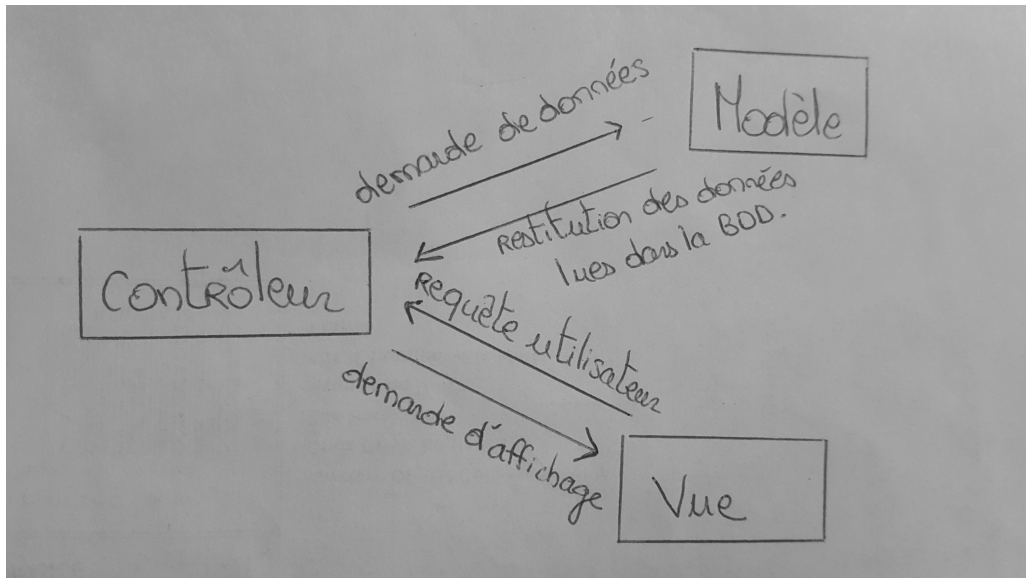 Modèle
demande de données
Restitution des données
lues dans la BDD.
Contrôleur
Requête utilisateur
demande d'affichage
Vue